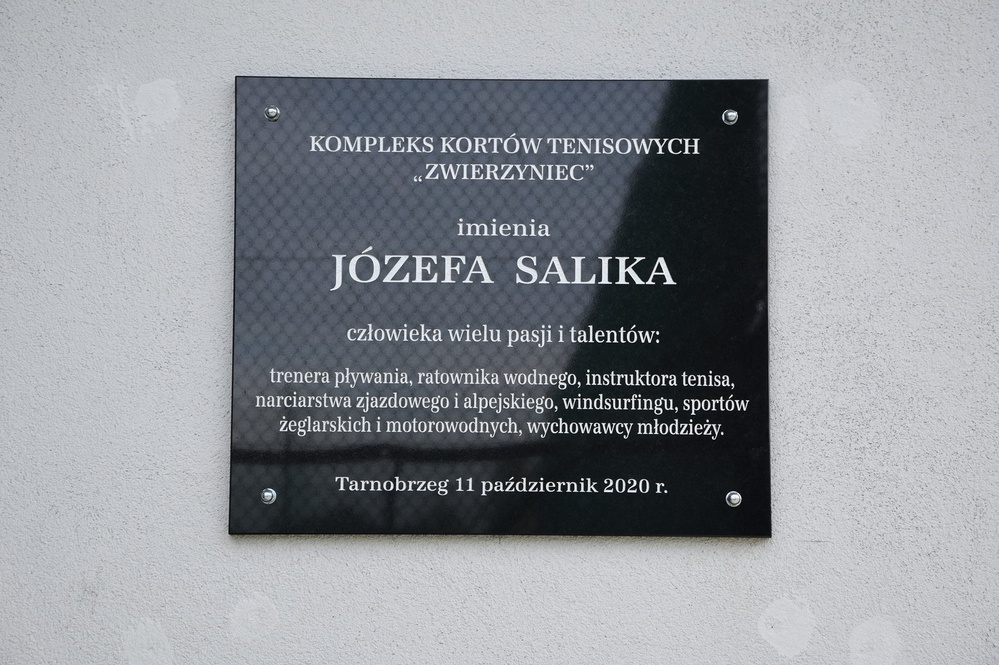 KOMPLEKS KORTÓW TENISOWYCH
„ZWIERZYNIEC”
imienia
JÓZEFA SALIKA
człowieka wielu pasji i talentów:
trenera pływania, ratownika wodnego, instruktora tenisa,
narciarstwa zjazdowego i alpejskiego, windsurfingu, sportów
żeglarskich i motorowodnych, wychowawcy młodzieży.
Tarnobrzeg 11 październik 2020 r.